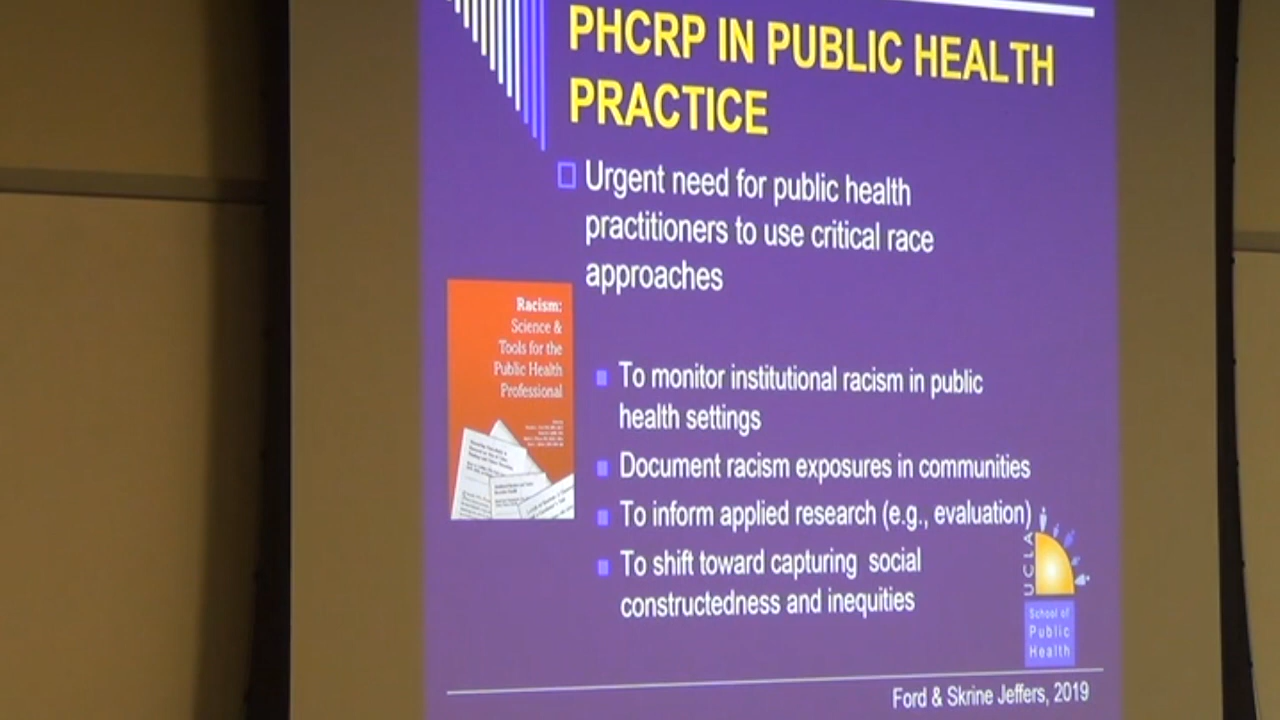 PHCRP IN PUBLIC HEALTH
PRACTICE
Urgent need for public health
practitioners to use critical race
approaches
Racism:
Science &
Tools for the
Public Health
Professional
To monitor institutional racism in public
health settings
Document racism exposures in communities
To inform applied research (e.g., evaluation)
To shift toward capturing social
constructedness and inequities
UCLA
School of
Public
Health
Ford & Skrine Jeffers, 2019